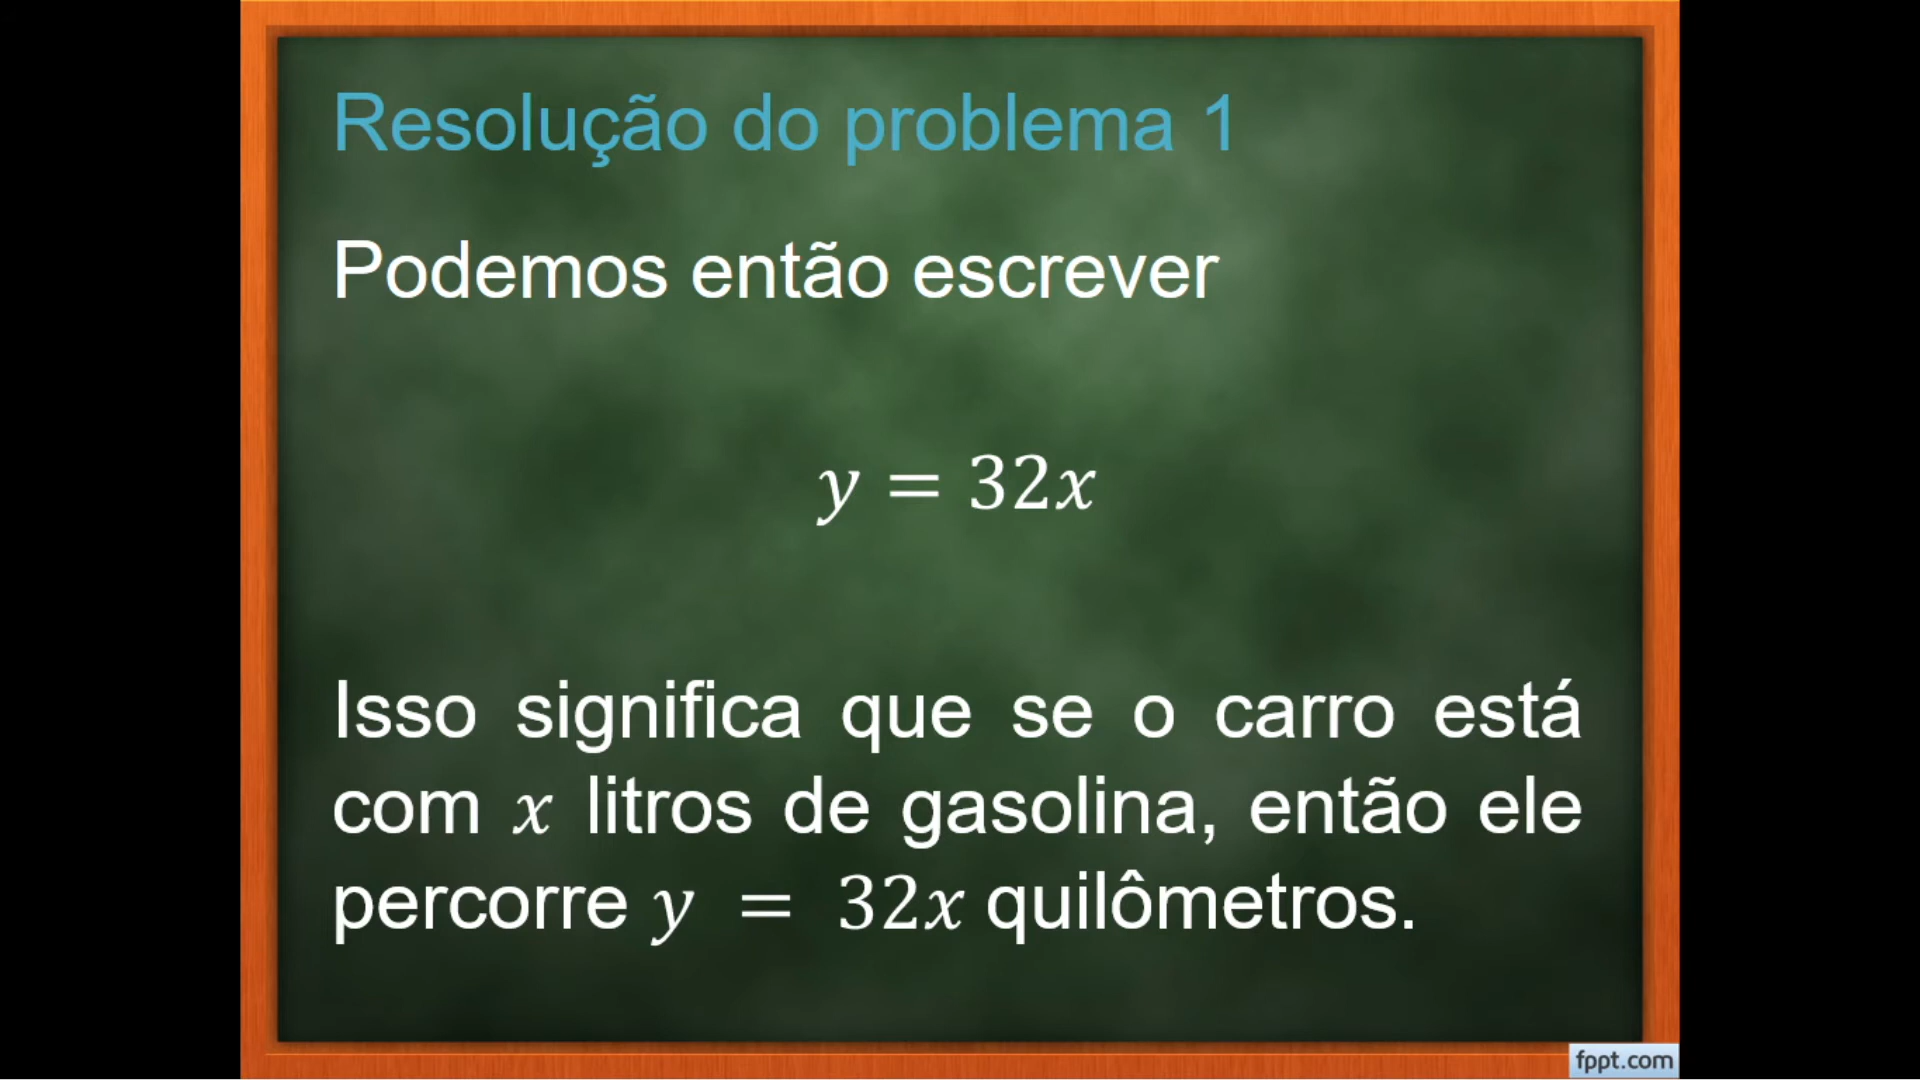 Resolução do problema 1
Podemos então escrever
y = 32x
Isso significa que se o carro está
com x litros de gasolina, então ele
percorre y = 32x quilômetros.
fppt.com